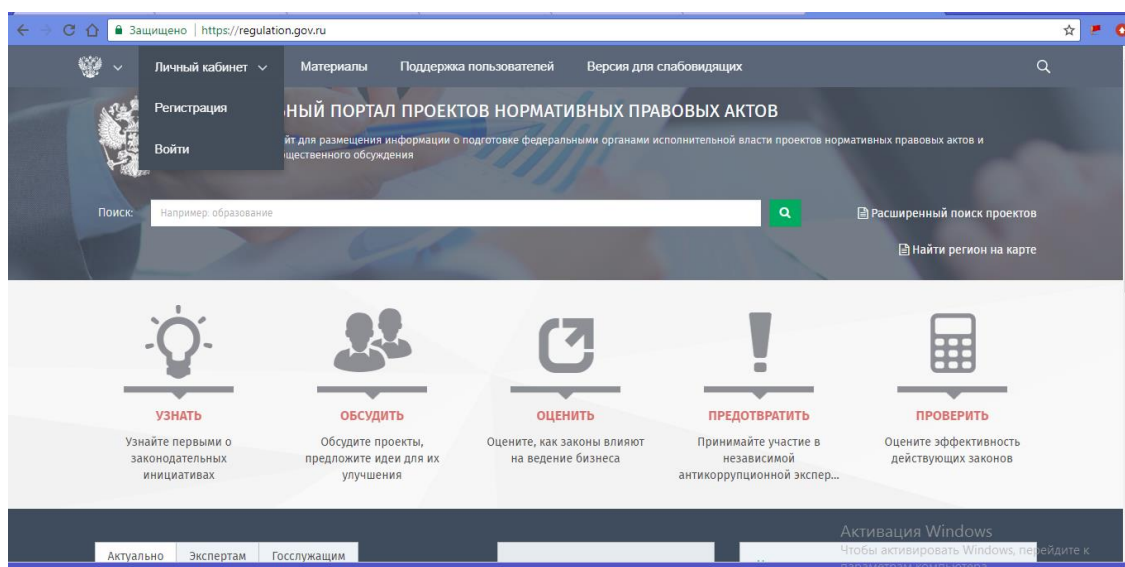 Защищено | https://regulation.gov.ru
Личный кабинет Материалы Поддержка пользователей Версия для слабовидящих
Регистрация
Войти
ЬНЫЙ ПОРТАЛ ПРОЕКТОВ НОРМАТИВНЫХ ПРАВОВЫХ АКТОВ
йт для размещения информации о подготовке федеральными органами исполнительной власти проектов нормативных правовых актов и
щественного обсуждения
Поиск: Например: образование
Расширенный поиск проектов
Найти регион на карте
УЗНАТЬ
Узнайте первыми о
законодательных
инициативах
ОБСУДИТЬ
Обсудите проекты,
предложите идеи для их
улучшения
ОЦЕНИТЬ
Оцените, как законы влияют
на ведение бизнеса
ПРЕДОТВРАТИТЬ
Принимайте участие в
независимой
антикоррупционной экспер...
ПРОВЕРИТЬ
Оцените эффективность
действующих законов
Актуально Экспертам Госслужащим
Активация Windows
Чтобы активировать Windows, перейдите к
параметрам компьютера.